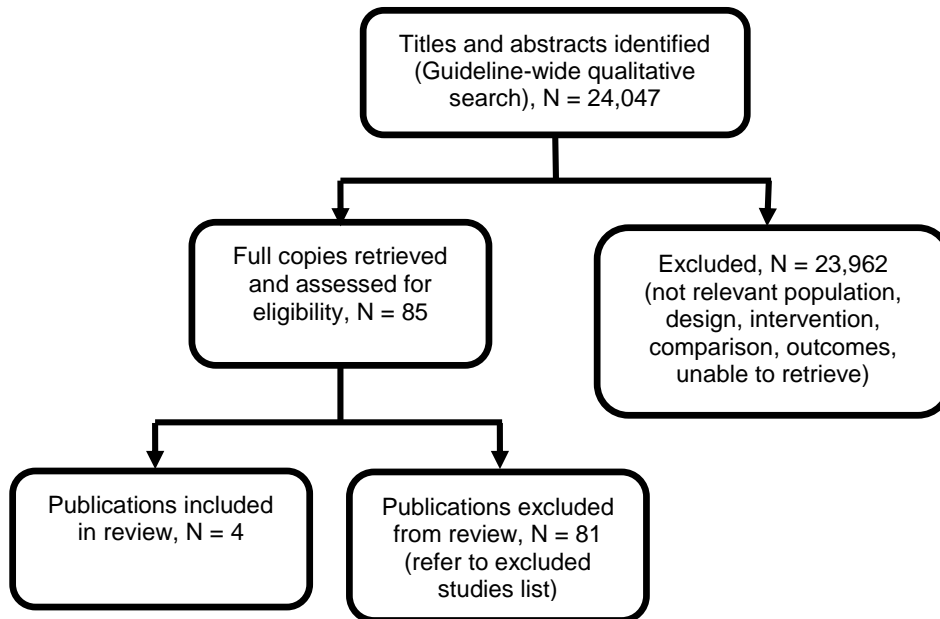 Titles and abstracts identified
(Guideline-wide qualitative
search), N = 24,047
Full copies retrieved
and assessed for
eligibility, N = 85
Excluded, N = 23,962
(not relevant population,
design, intervention,
comparison, outcomes,
unable to retrieve)
Publications included
in review, N = 4
Publications excluded
from review, N = 81
(refer to excluded
studies list)